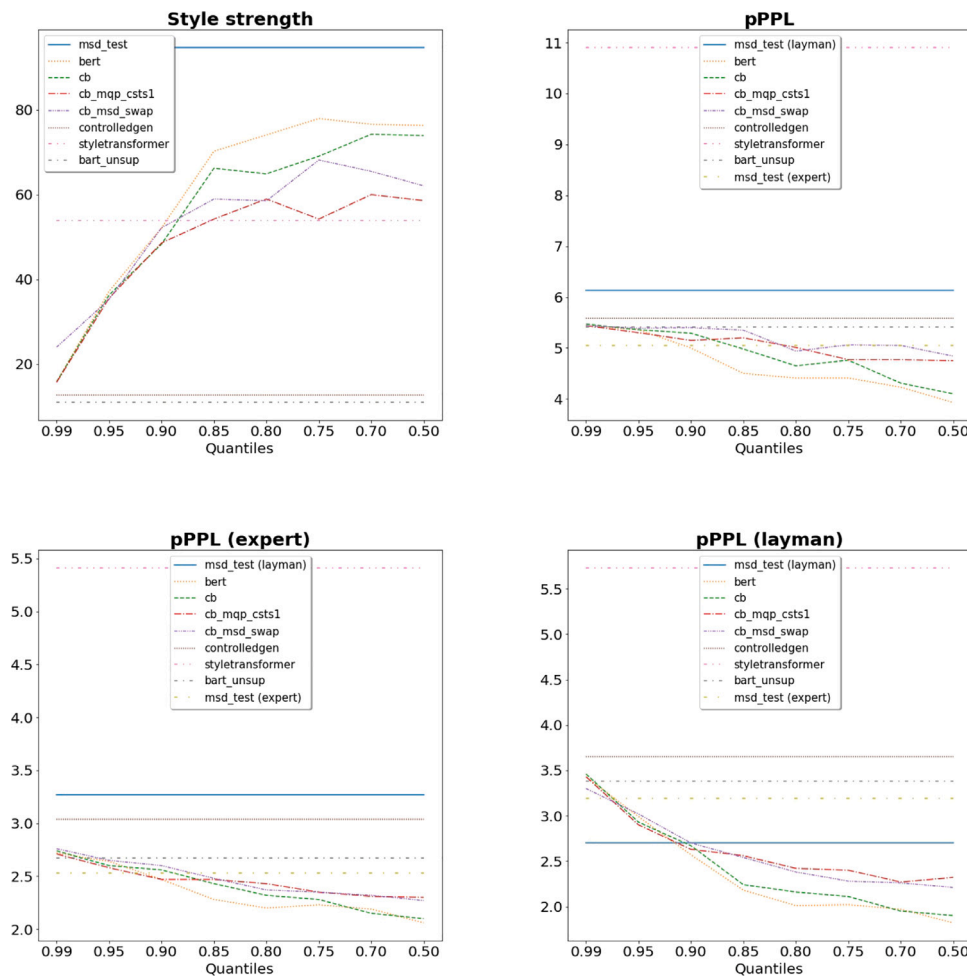 Style strength
msd_test
bert
cb
cb_mqp_csts1
cb_msd_swap
controlledgen
styletransformer
bart_unsup
80
60
40
20
0.99 0.95 0.90 0.85 0.80 0.75 0.70 0.50
Quantiles
pPPL
msd_test (layman)
bert
cb
cb_mqp_csts1
cb_msd_swap
controlledgen
styletransformer
bart_unsup
msd_test (expert)
11
10
9
8
7
6
5
4
0.99 0.95 0.90 0.85 0.80 0.75 0.70 0.50
Quantiles
pPPL (expert)
msd_test (layman)
bert
cb
cb_mqp_csts1
cb_msd_swap
controlledgen
styletransformer
bart_unsup
msd_test (expert)
5.5
5.0
4.5
4.0
3.5
3.0
2.5
2.0
0.99 0.95 0.90 0.85 0.80 0.75 0.70 0.50
Quantiles
pPPL (layman)
msd_test (layman)
bert
cb
cb_mqp_csts1
cb_msd_swap
controlledgen
styletransformer
bart_unsup
msd_test (expert)
5.5
5.0
4.5
4.0
3.5
3.0
2.5
2.0
0.99 0.95 0.90 0.85 0.80 0.75 0.70 0.50
Quantiles